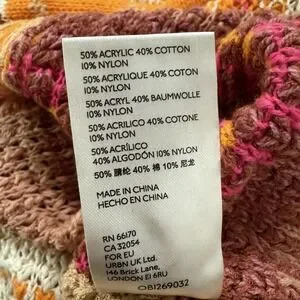 50% ACRYLIC 40% COTTON
10% NYLON
50% ACRYLIQUE 40% COTON
10% NYLON
50% ACRYL 40% BAUMWOLLE
10% NYLON
50% ACRILICO 40% COTONE
10% NYLON
50% ACRÍLICO
40% ALGODÓN 10% NYLON
50% 腈纶 40% 棉 10% 尼龙
MADE IN CHINA
HECHO EN CHINA
RN 66170
CA 32054
FOR EU
URBN UK Ltd.
146 Brick Lane,
LONDON E1 6RU
OB1269032